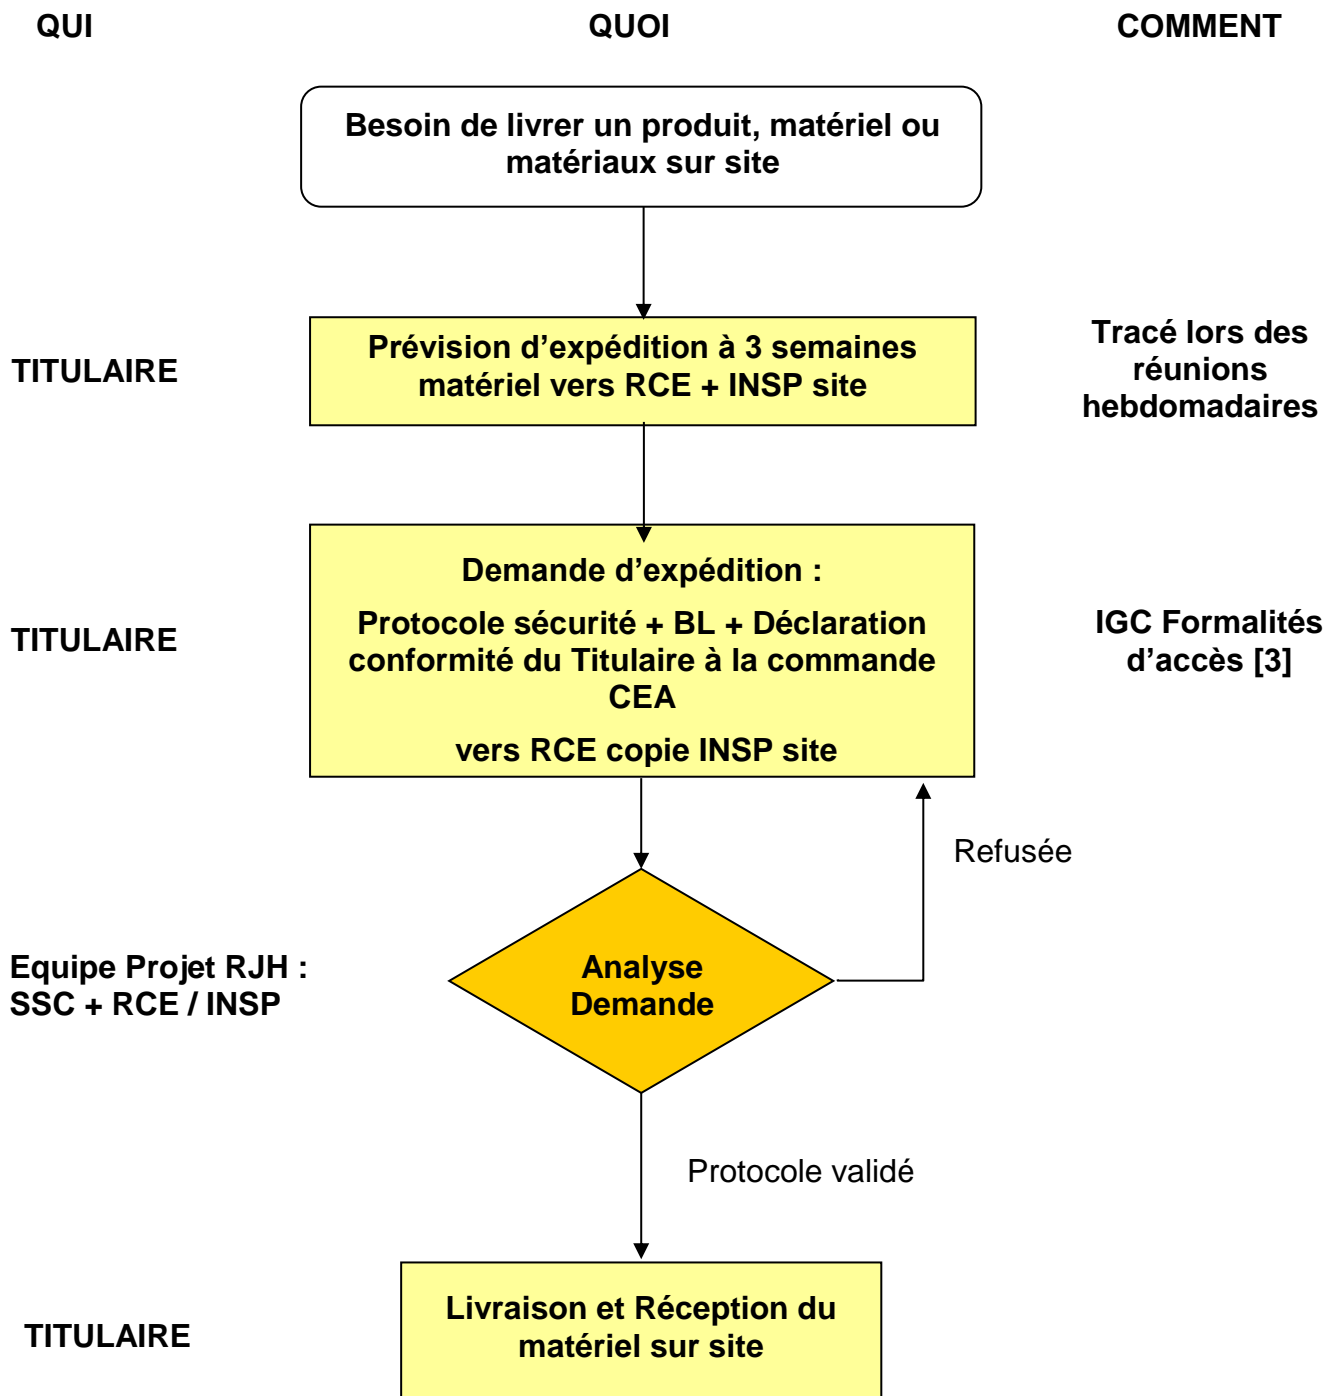 QUI QUOI COMMENT
Besoin de livrer un produit, matériel ou
matériaux sur site
TITULAIRE
Prévision d’expédition à 3 semaines
matériel vers RCE + INSP site
Tracé lors des
réunions
hebdomadaires
TITULAIRE
Demande d’expédition :
Protocole sécurité + BL + Déclaration
conformité du Titulaire à la commande
CEA
vers RCE copie INSP site
IGC Formalités
d’accès [3]
Refusée
Equipe Projet RJH :
SSC + RCE / INSP
Analyse
Demande
Protocole validé
TITULAIRE
Livraison et Réception du
matériel sur site